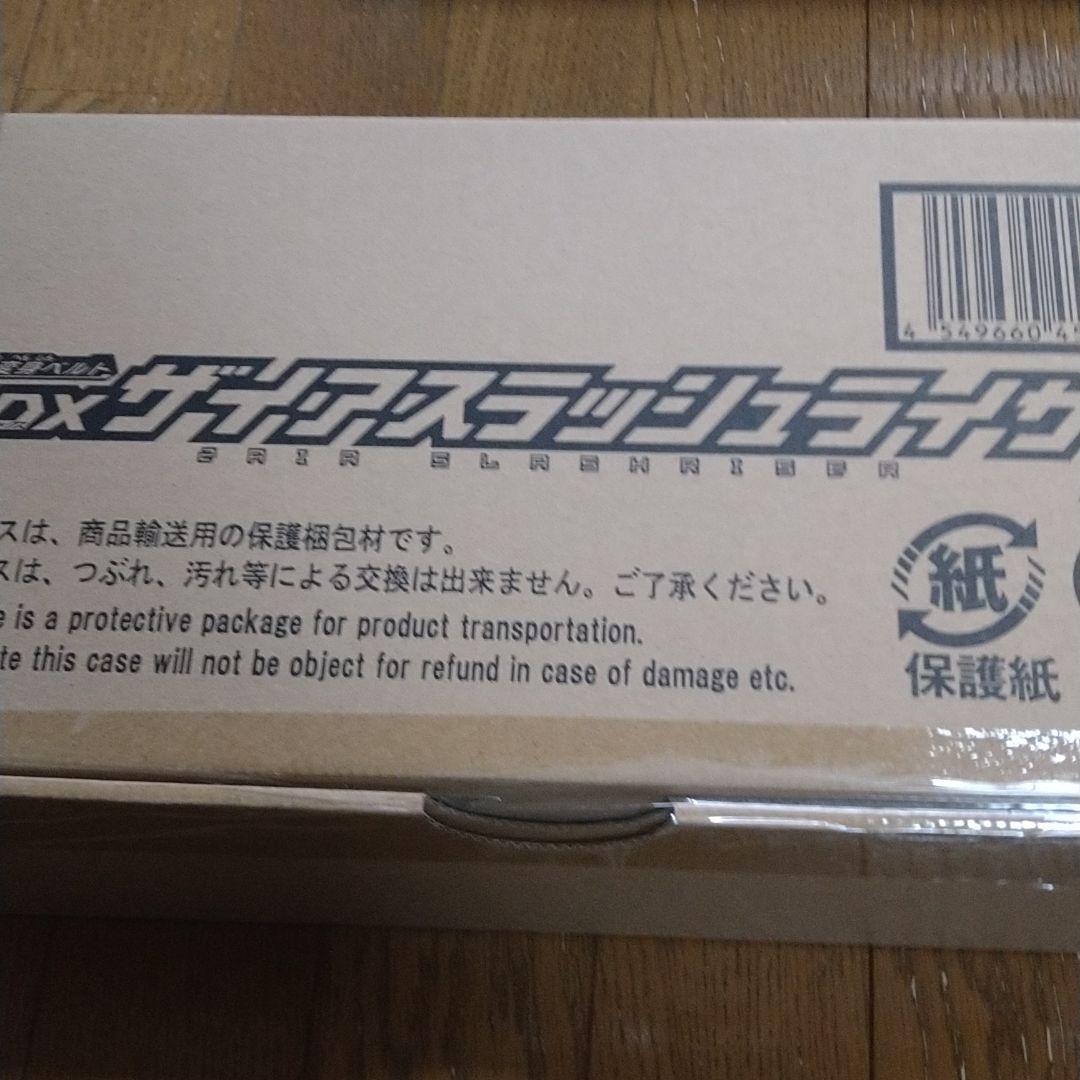 4 549660 4
変身ベルト
DX ザイアスラッシュライザ
ZAIA SLASHRISER
スは、商品輸送用の保護梱包材です。
スは、つぶれ、汚れ等による交換は出来ません。ご了承ください。
e is a protective package for product transportation.
te this case will not be object for refund in case of damage etc.
紙
保護紙